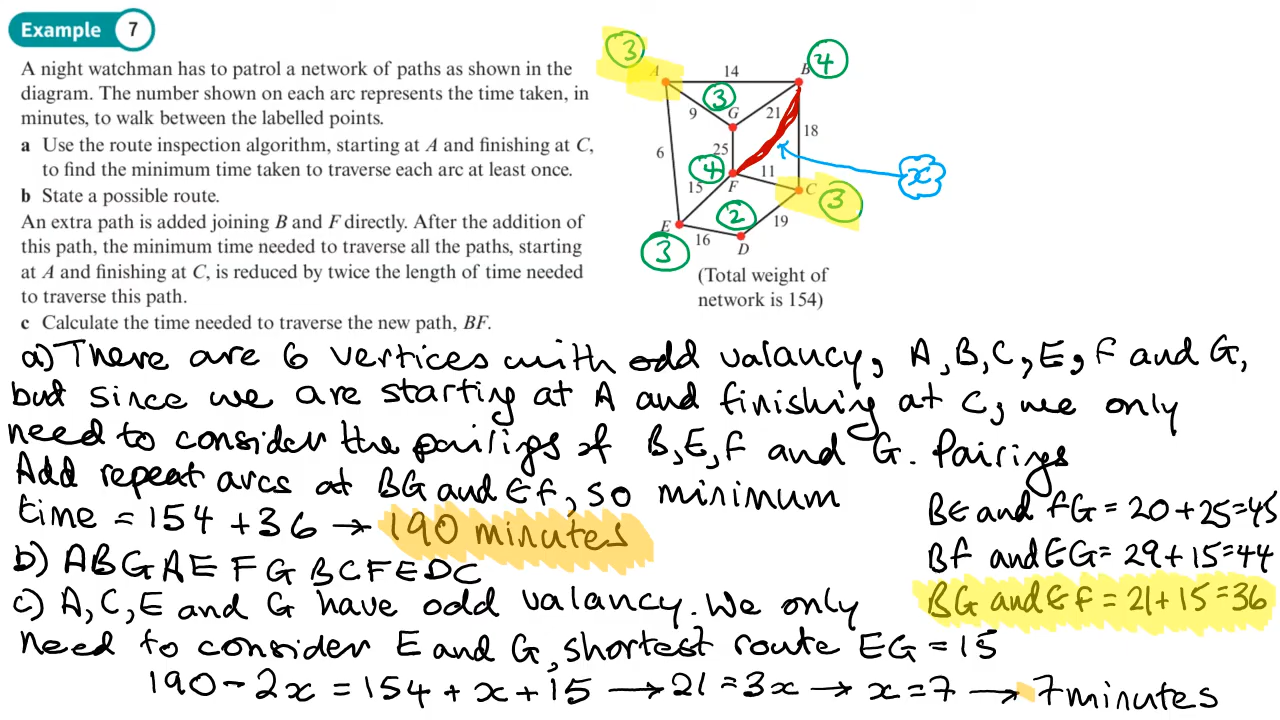 Example 7
A night watchman has to patrol a network of paths as shown in the
diagram. The number shown on each arc represents the time taken, in
minutes, to walk between the labelled points.
a Use the route inspection algorithm, starting at A and finishing at C,
to find the minimum time taken to traverse each arc at least once.
b State a possible route.
An extra path is added joining B and F directly. After the addition of
this path, the minimum time needed to traverse all the paths, starting
at A and finishing at C, is reduced by twice the length of time needed
to traverse this path.
c Calculate the time needed to traverse the new path, BF.
3
A
14
B
4
3
9
G
21
18
6
25
4
F
11
x
15
C
3
2
E
19
3
16
D
(Total weight of
network is 154)
a) There are 6 vertices with odd valancy, A, B, C, E, F and G,
but since we are starting at A and finishing at C, we only
need to consider the pairings of B, E, F and G. Pairings
Add repeat arcs at BG and EF, so minimum
time = 154 + 36 → 190 minutes
BE and FG = 20 + 25 = 45
BF and EG = 29 + 15 = 44
BG and EF = 21 + 15 = 36
b) ABGAEFGBCFEDC
c) A, C, E and G have odd valancy. We only
need to consider E and G, shortest route EG = 15
190 - 2x = 154 + x + 15 → 21 = 3x → x = 7 → 7 minutes